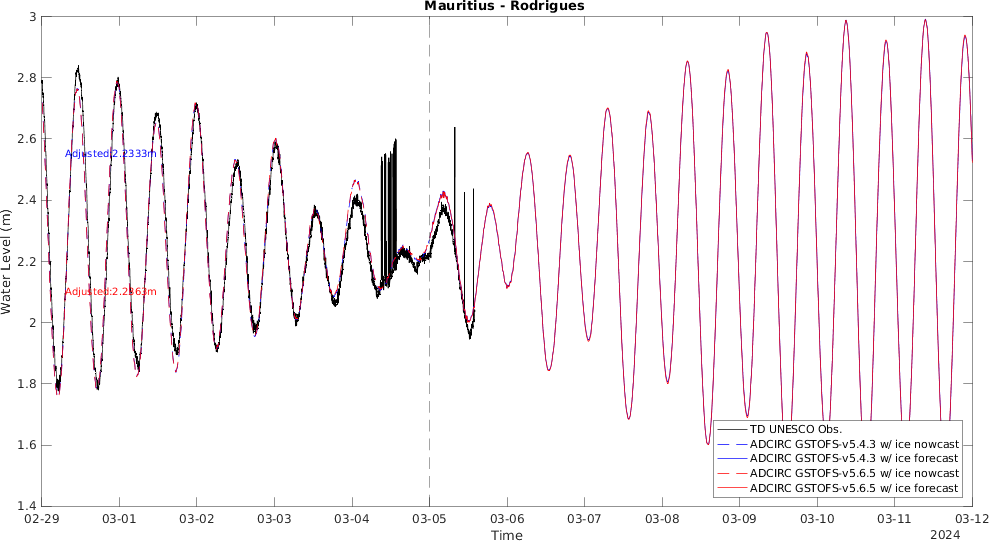 Mauritius - Rodrigues
3
2.8
2.6
2.4
2.2
2
1.8
1.6
1.4
Water Level (m)
Adjusted:2.2333m
Adjusted:2.2363m
TD UNESCO Obs.
ADCIRC GSTOFS-v5.4.3 w/ ice nowcast
ADCIRC GSTOFS-v5.4.3 w/ ice forecast
ADCIRC GSTOFS-v5.6.5 w/ ice nowcast
ADCIRC GSTOFS-v5.6.5 w/ ice forecast
02-29 03-01 03-02 03-03 03-04 03-05 03-06 03-07 03-08 03-09 03-10 03-11 03-12
Time
2024